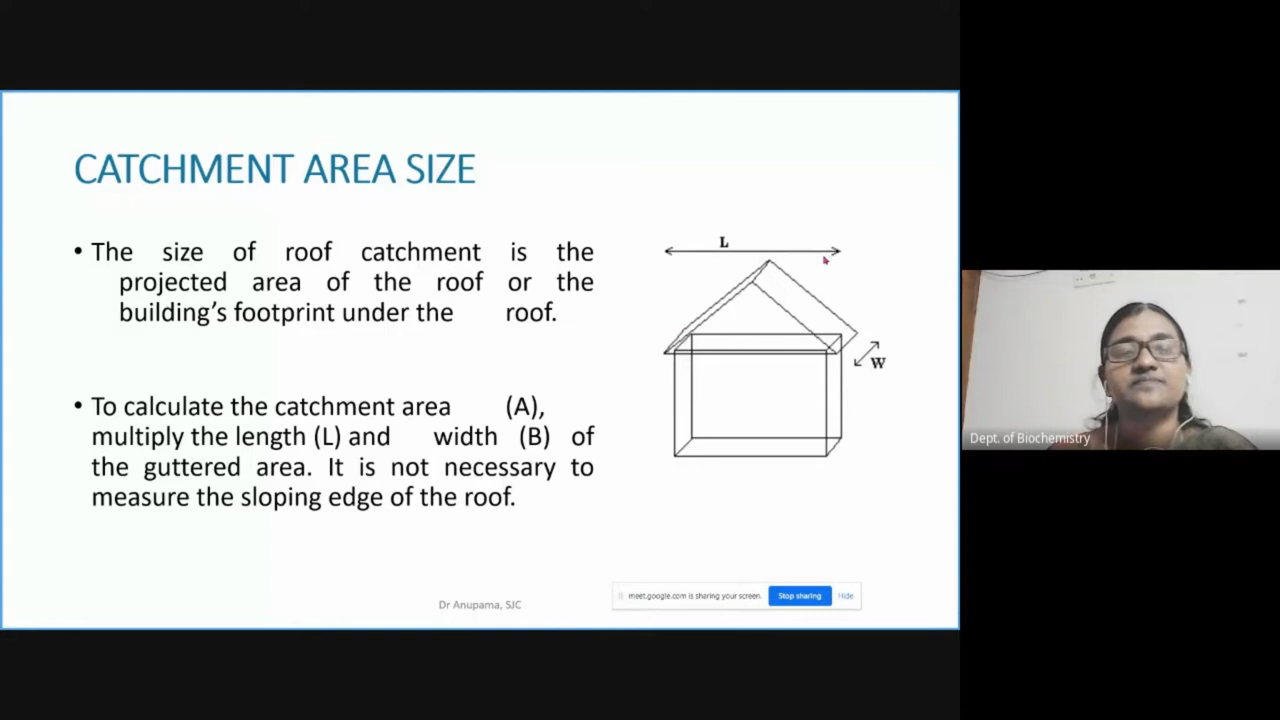 CATCHMENT AREA SIZE
• The size of roof catchment is the
projected area of the roof or the
building’s footprint under the roof.
• To calculate the catchment area (A),
multiply the length (L) and width (B) of
the guttered area. It is not necessary to
measure the sloping edge of the roof.
L
W
Dept. of Biochemistry
Dr Anupama, SJC
meet.google.com is sharing your screen. Stop sharing Hide